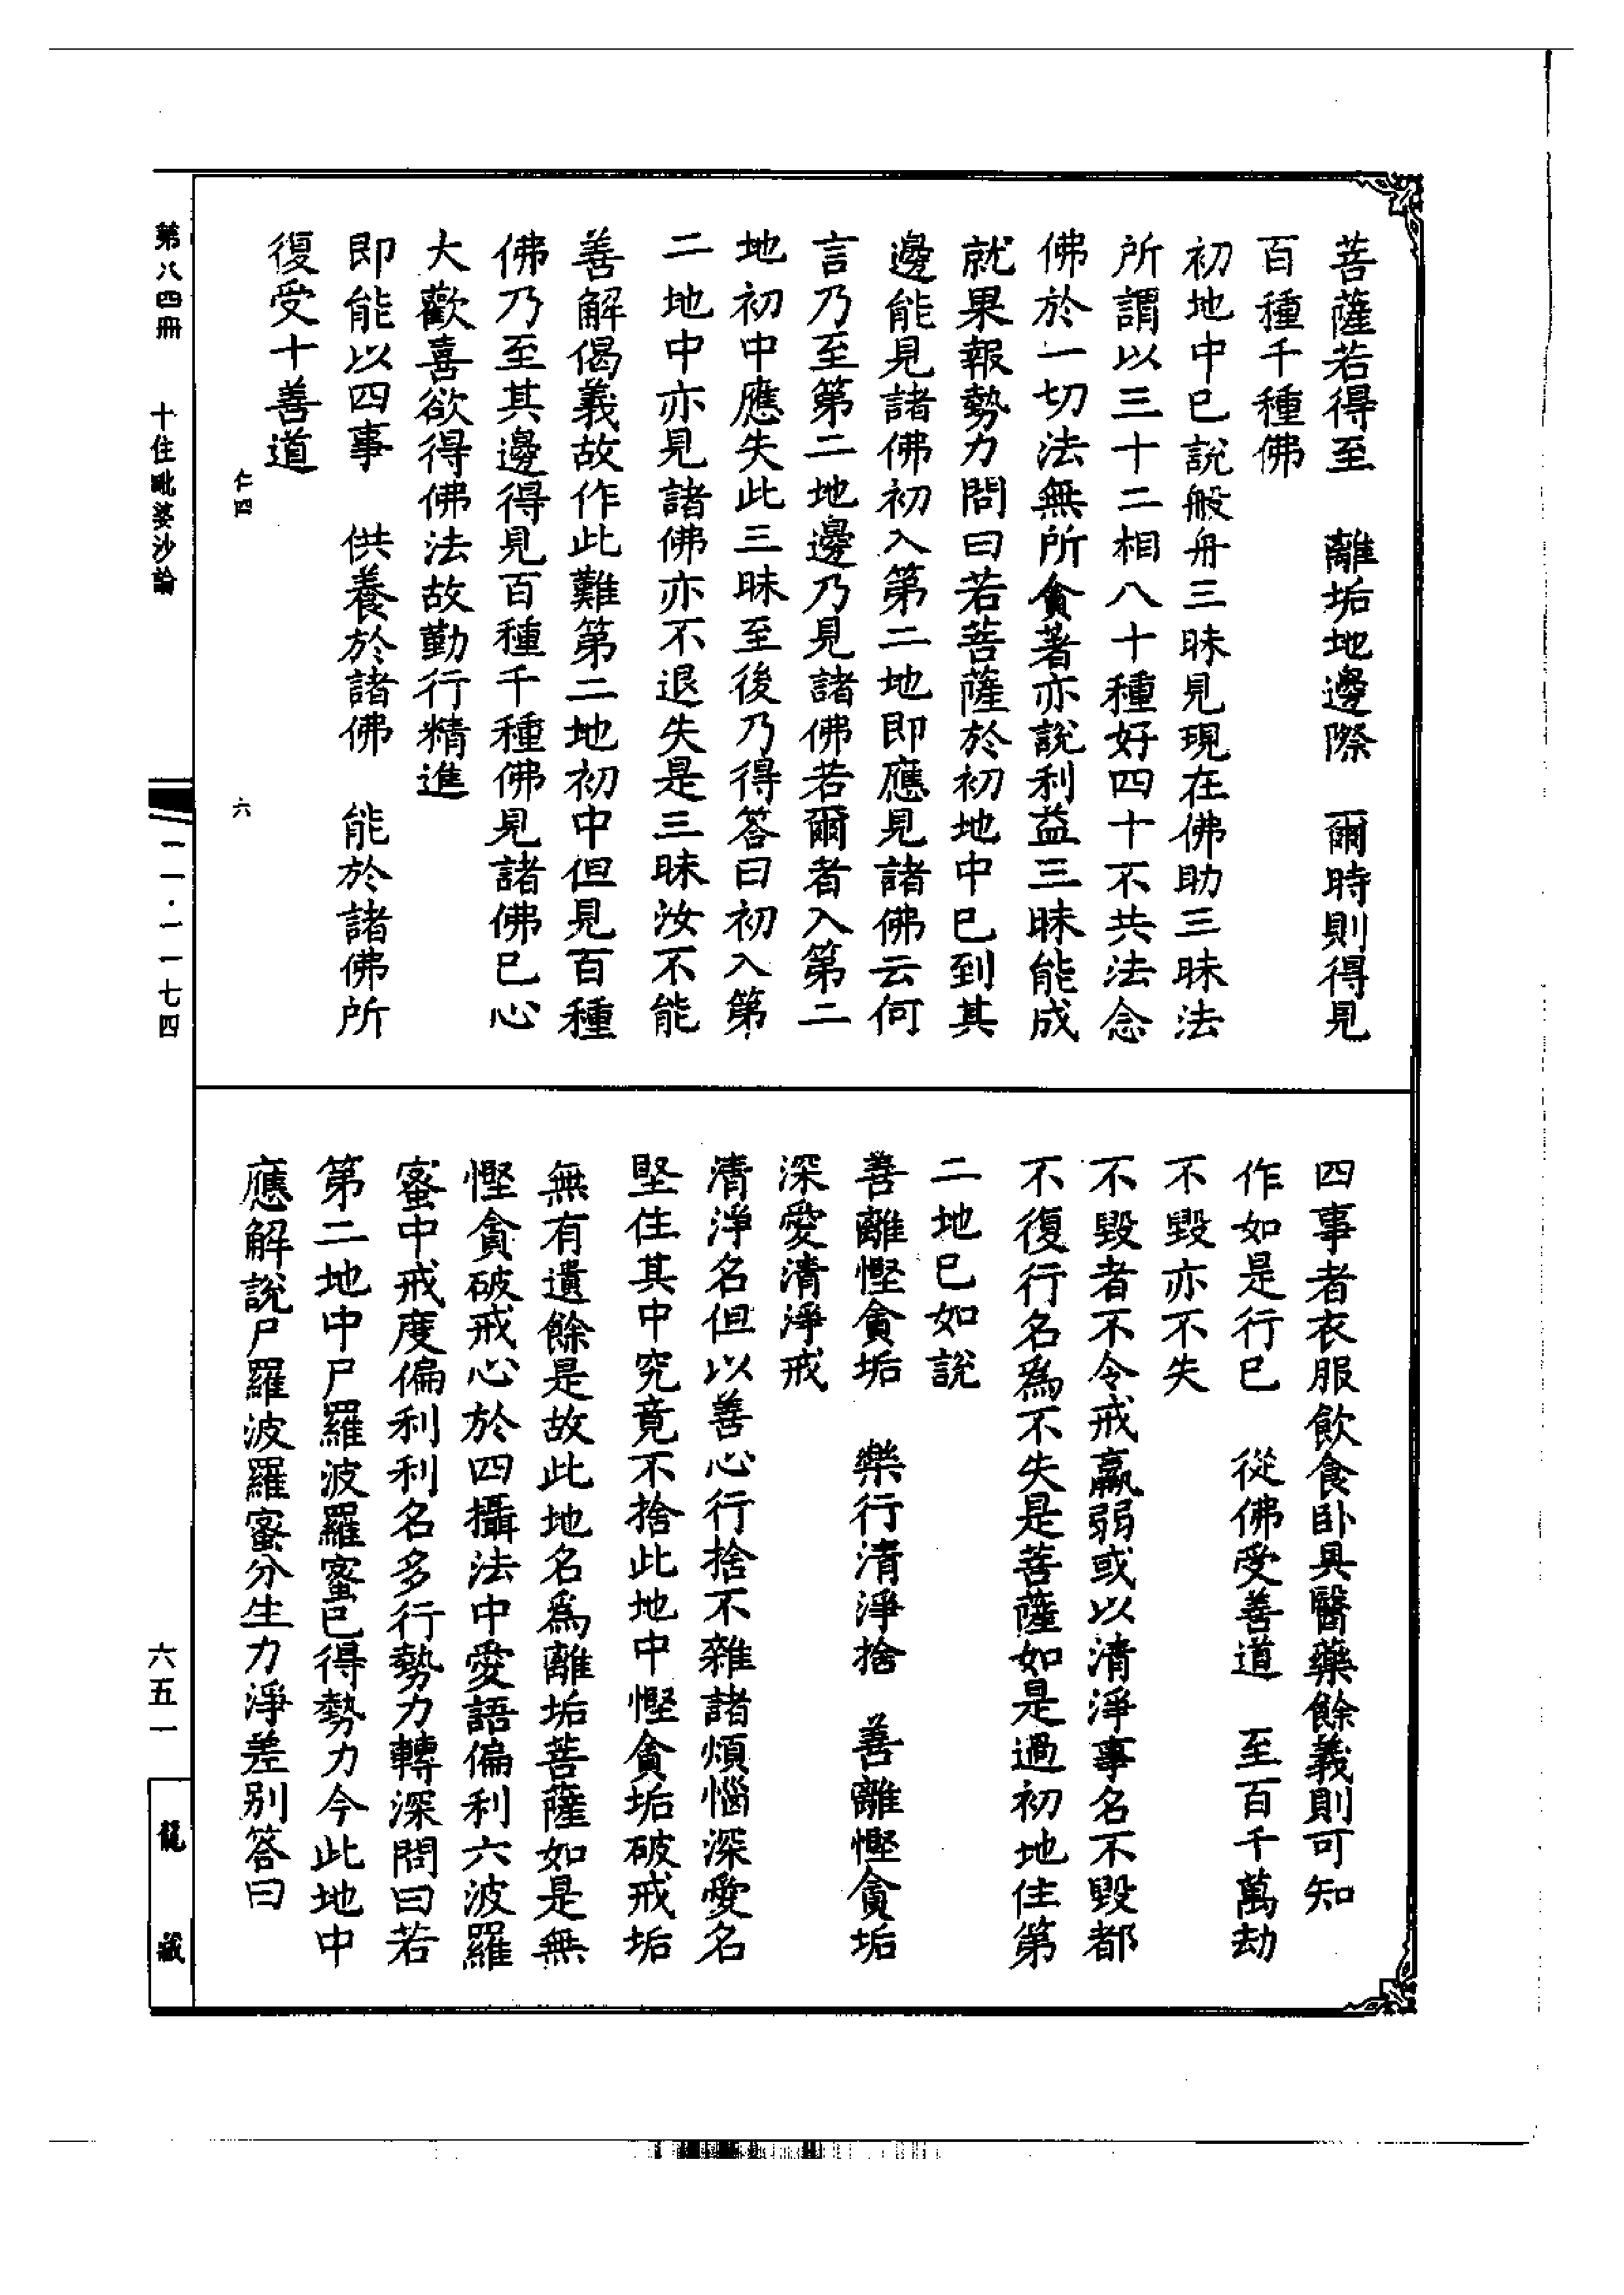 菩薩若得至　離垢地邊際　爾時則得見
百種千種佛
初地中已說般舟三昧見現在佛助三昧法
所謂以三十二相八十種好四十不共法念
佛於一切法無所貪著亦說利益三昧能成
就果報勢力問曰若菩薩於初地中已到其
邊能見諸佛初入第二地即應見諸佛云何
言乃至第二地邊乃見諸佛若爾者入第二
地初中應失此三昧至後乃得答曰初入第
二地中亦見諸佛亦不退失是三昧汝不能
善解偈義故作此難第二地初中但見百種
佛乃至其邊得見百種千種佛見諸佛已心
大歡喜欲得佛法故勤行精進
即能以四事　供養於諸佛　能於諸佛所
復受十善道
仁四　六
四事者衣服飲食卧具醫藥餘義則可知
作如是行已　從佛受善道　至百千萬劫
不毀亦不失
不毀者不令戒羸弱或以清淨事名不毀都
不復行名為不失是菩薩如是過初地住第
二地已如說
善離慳貪垢　樂行清淨捨　善離慳貪垢
深愛清淨戒
清淨名但以善心行捨不雜諸煩惱深愛名
堅住其中究竟不捨此地中慳貪垢破戒垢
無有遺餘是故此地名為離垢菩薩如是無
慳貪破戒心於四攝法中愛語偏利六波羅
蜜中戒度偏利利名多行勢力轉深問曰若
第二地中尸羅波羅蜜已得勢力今此地中
應解說尸羅波羅蜜分生力淨差別答曰
第八四冊　十住毗婆沙論
一一·一一七四
六五一
龍藏